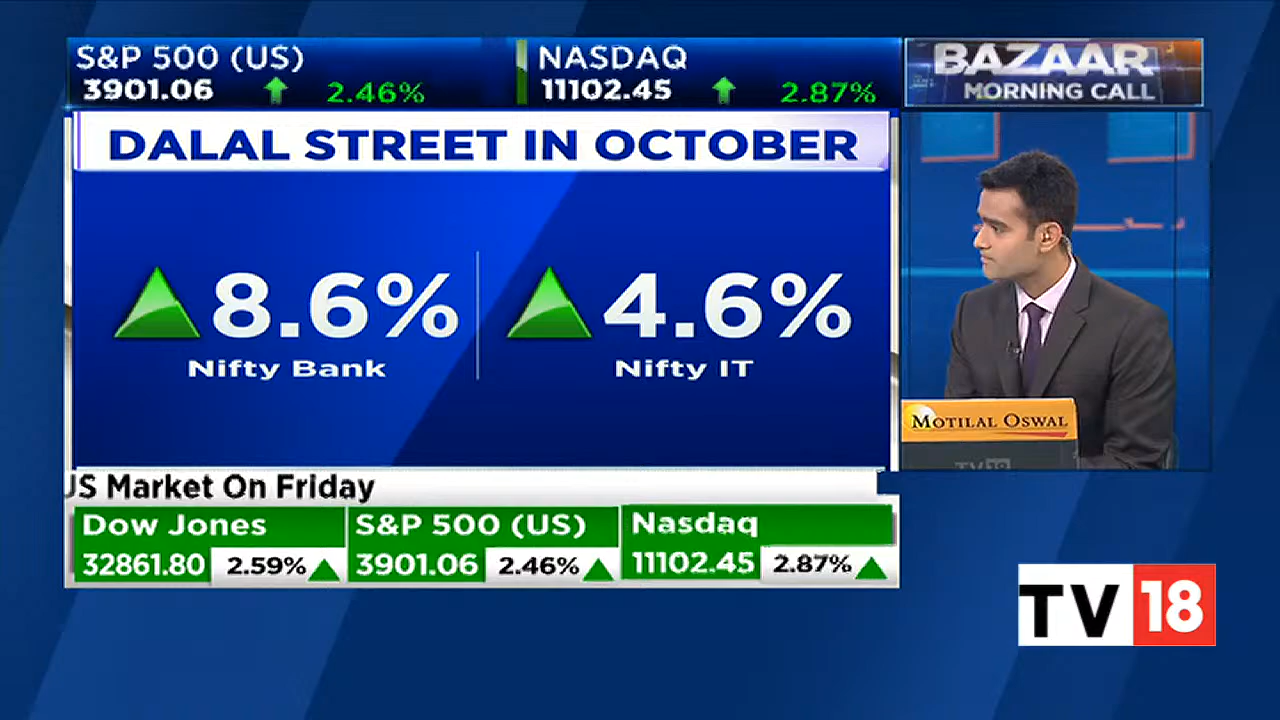 S&P 500 (US)
3901.06 2.46%
NASDAQ
11102.45 2.87%
BAZAAR
MORNING CALL
DALAL STREET IN OCTOBER
8.6%
Nifty Bank
4.6%
Nifty IT
MOTILAL OSWAL
TV18
US Market On Friday
Dow Jones
32861.80 2.59%
S&P 500 (US)
3901.06 2.46%
Nasdaq
11102.45 2.87%
TV18